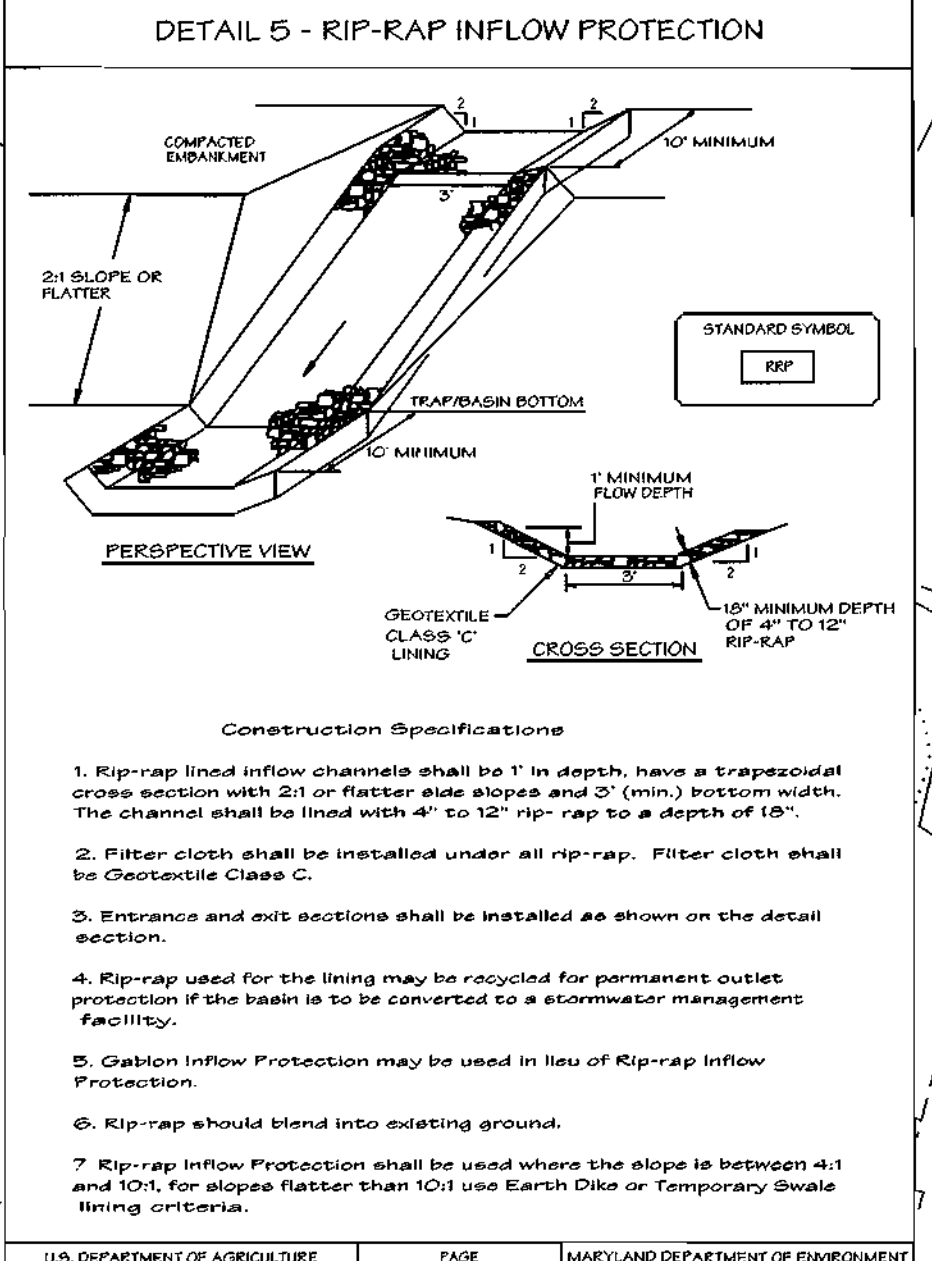 DETAIL 5 - RIP-RAP INFLOW PROTECTION
2
1
1
2
COMPACTED
EMBANKMENT
10' MINIMUM
3'
2:1 SLOPE OR
FLATTER
STANDARD SYMBOL
RRP
TRAP/BASIN BOTTOM
10' MINIMUM
PERSPECTIVE VIEW
1' MINIMUM
FLOW DEPTH
1
2
3'
1
2
GEOTEXTILE
CLASS 'C'
LINING
18" MINIMUM DEPTH
OF 4" TO 12"
RIP-RAP
CROSS SECTION
Construction Specifications
1. Rip-rap lined inflow channels shall be 1' in depth, have a trapezoidal
cross section with 2:1 or flatter side slopes and 3' (min.) bottom width.
The channel shall be lined with 4" to 12" rip- rap to a depth of 18".
2. Filter cloth shall be installed under all rip-rap. Filter cloth shall
be Geotextile Class C.
3. Entrance and exit sections shall be installed as shown on the detail
section.
4. Rip-rap used for the lining may be recycled for permanent outlet
protection if the basin is to be converted to a stormwater management
facility.
5. Gabion Inflow Protection may be used in lieu of Rip-rap Inflow
Protection.
6. Rip-rap should blend into existing ground.
7 Rip-rap Inflow Protection shall be used where the slope is between 4:1
and 10:1, for slopes flatter than 10:1 use Earth Dike or Temporary Swale
lining criteria.
U.S. DEPARTMENT OF AGRICULTURE
PAGE
MARYLAND DEPARTMENT OF ENVIRONMENT